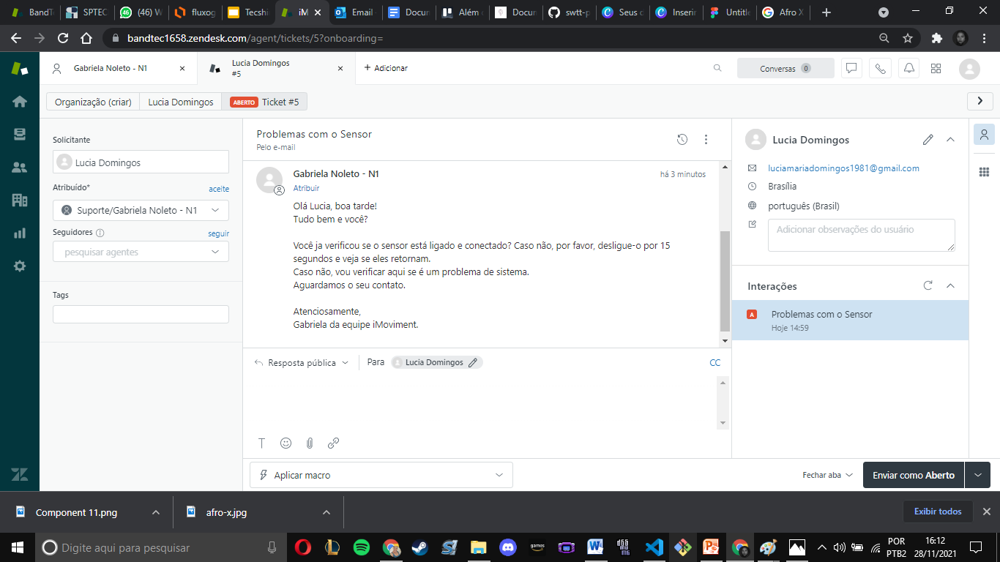 BandTe
SPTEC
(46) W
fluxog
Tecshi
iM
Email
Docum
Além
Docum
swtt-p
Seus
Inserir
Untitle
Afro X
bandtec1658.zendesk.com/agent/tickets/5?onboarding=
Gabriela Noleto - N1
Lucia Domingos
#5
+ Adicionar
Conversas 0
Organização (criar)
Lucia Domingos
ABERTO Ticket #5
Solicitante
Lucia Domingos
Atribuído*
aceite
Suporte/Gabriela Noleto - N1
Seguidores
seguir
pesquisar agentes
Tags
Problemas com o Sensor
Pelo e-mail
Gabriela Noleto - N1
há 3 minutos
Atribuir
Olá Lucia, boa tarde!
Tudo bem e você?
Você ja verificou se o sensor está ligado e conectado? Caso não, por favor, desligue-o por 15
segundos e veja se eles retornam.
Caso não, vou verificar aqui se é um problema de sistema.
Aguardamos o seu contato.
Atenciosamente,
Gabriela da equipe iMoviment.
Resposta pública
Para
Lucia Domingos
CC
Aplicar macro
Lucia Domingos
luciamariadomingos1981@gmail.com
Brasília
português (Brasil)
Adicionar observações do usuário
Interações
A
Problemas com o Sensor
Hoje 14:59
Fechar aba
Enviar como Aberto
Component 11.png
afro-x.jpg
Exibir todos
Digite aqui para pesquisar
POR
PTB2
16:12
28/11/2021